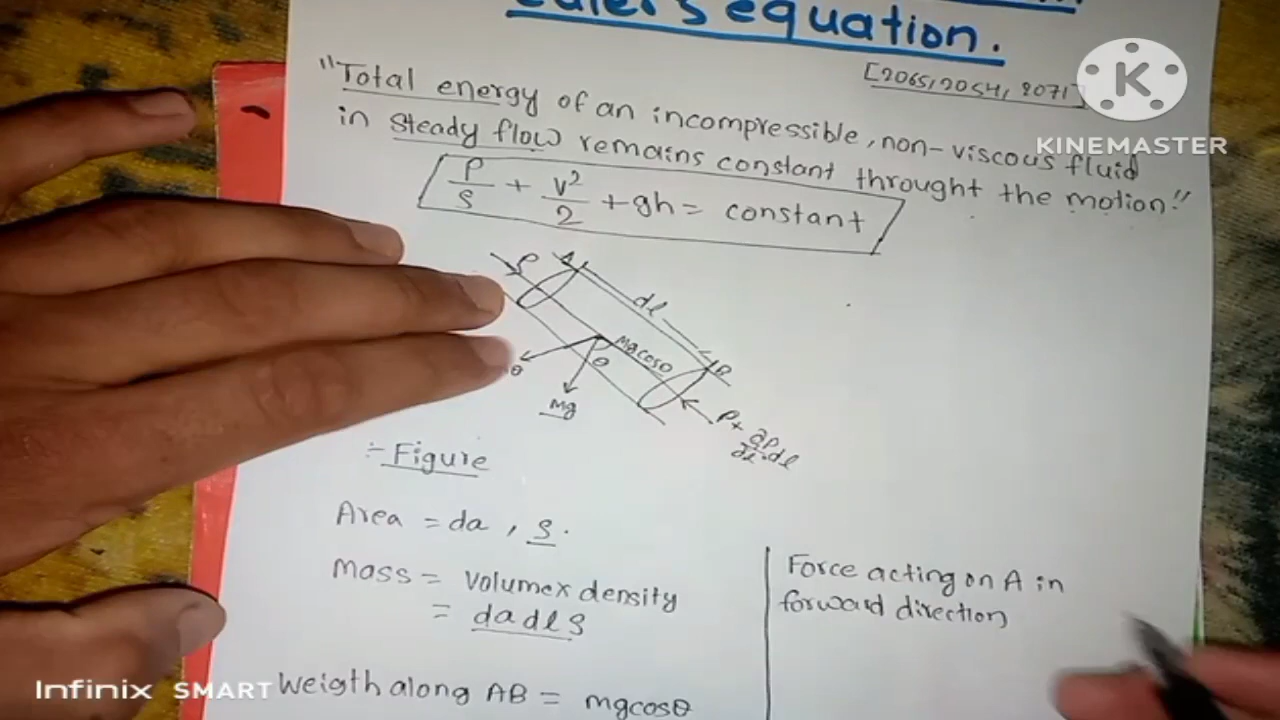 Euler's equation.
[2065, 2054, 2071]
"Total energy of an incompressible, non-viscous fluid
in steady flow remains constant throught the motion."
P/ρ + v²/2 + gh = constant
P
A
dl
B
Mgcosθ
θ
θ
Mg
P + ∂P/∂l . dl
÷ Figure
Area = da , ρ.
Mass = Volume x density
= da dl ρ
Weigth along AB = mgcosθ
Force acting on A in
forward direction
K
KINEMASTER
Infinix SMART